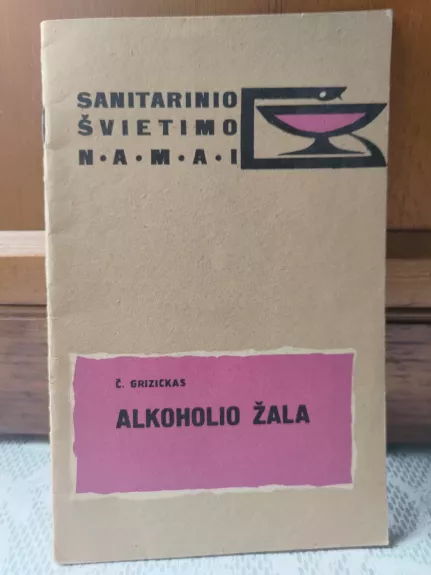 SANITARINIO
ŠVIETIMO
N·A·M·A·I
Č. GRIZICKAS
ALKOHOLIO ŽALA